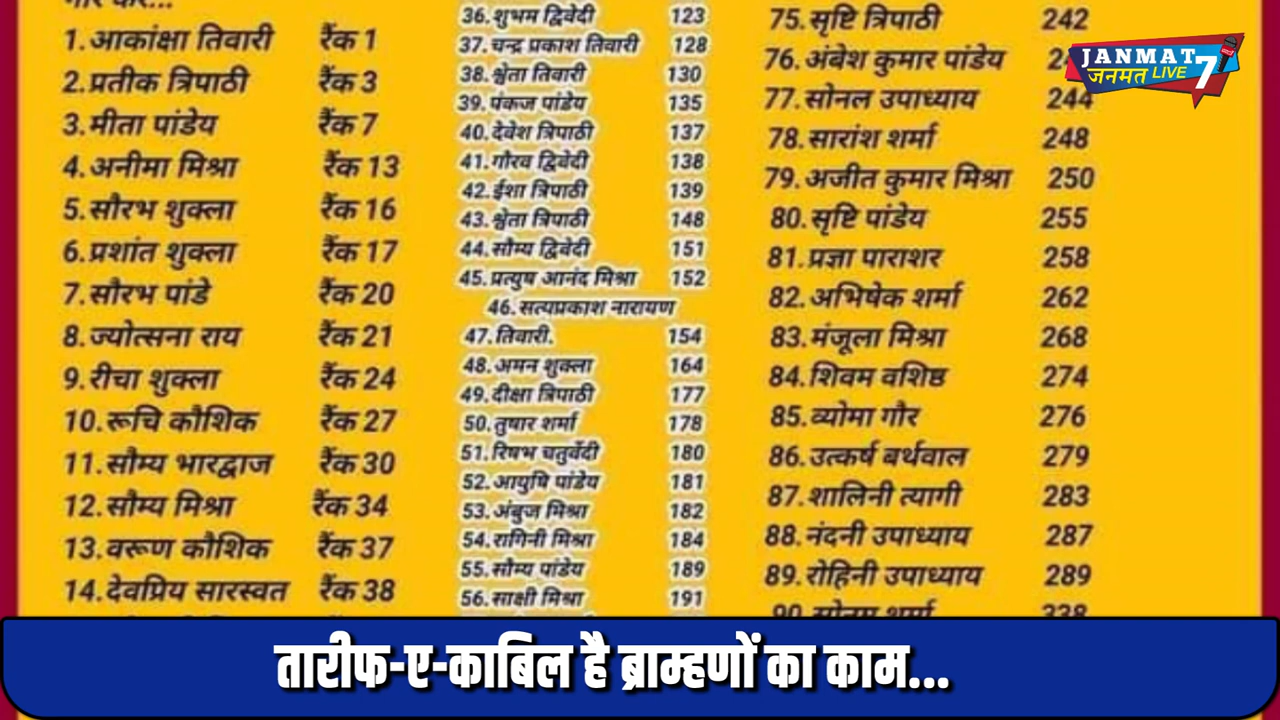 1. आकांक्षा तिवारी रैंक 1
2. प्रतीक त्रिपाठी रैंक 3
3. मीता पांडेय रैंक 7
4. अनीमा मिश्रा रैंक 13
5. सौरभ शुक्ला रैंक 16
6. प्रशांत शुक्ला रैंक 17
7. सौरभ पांडे रैंक 20
8. ज्योत्सना राय रैंक 21
9. रीचा शुक्ला रैंक 24
10. रूचि कौशिक रैंक 27
11. सौम्य भारद्वाज रैंक 30
12. सौम्य मिश्रा रैंक 34
13. वरूण कौशिक रैंक 37
14. देवप्रिय सारस्वत रैंक 38
36. शुभम द्विवेदी 123
37. चन्द्र प्रकाश तिवारी 128
38. श्वेता तिवारी 130
39. पंकज पांडेय 135
40. देवेश त्रिपाठी 137
41. गौरव द्विवेदी 138
42. ईशा त्रिपाठी 139
43. श्वेता त्रिपाठी 148
44. सौम्य द्विवेदी 151
45. प्रत्युष आनंद मिश्रा 152
46. सत्यप्रकाश नारायण
47. तिवारी. 154
48. अमन शुक्ला 164
49. दीक्षा त्रिपाठी 177
50. तुषार शर्मा 178
51. रिषभ चतुर्वेदी 180
52. आयुषि पांडेय 181
53. अंबुज मिश्रा 182
54. रागिनी मिश्रा 184
55. सौम्य पांडेय 189
56. साक्षी मिश्रा 191
75. सृष्टि त्रिपाठी 242
76. अंबेश कुमार पांडेय
77. सोनल उपाध्याय 244
78. सारांश शर्मा 248
79. अजीत कुमार मिश्रा 250
80. सृष्टि पांडेय 255
81. प्रज्ञा पाराशर 258
82. अभिषेक शर्मा 262
83. मंजूला मिश्रा 268
84. शिवम वशिष्ठ 274
85. व्योमा गौर 276
86. उत्कर्ष बर्थवाल 279
87. शालिनी त्यागी 283
88. नंदनी उपाध्याय 287
89. रोहिनी उपाध्याय 289
90. सोनम शर्मा 338
JANMAT 7
जनमत LIVE
तारीफ-ए-काबिल है ब्राम्हणों का काम...